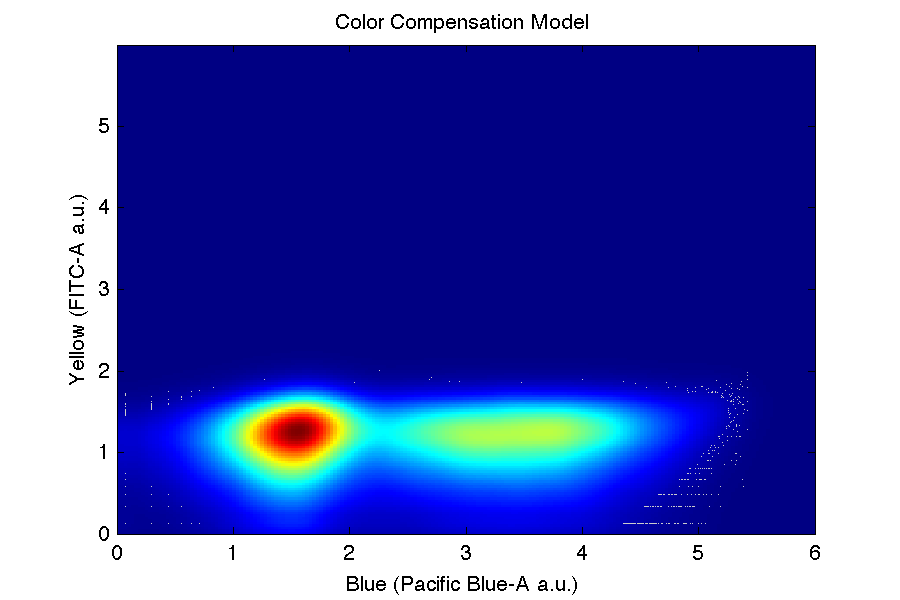 Color Compensation Model
Yellow (FITC-A a.u.)
5
4
3
2
1
0
0 1 2 3 4 5 6
Blue (Pacific Blue-A a.u.)